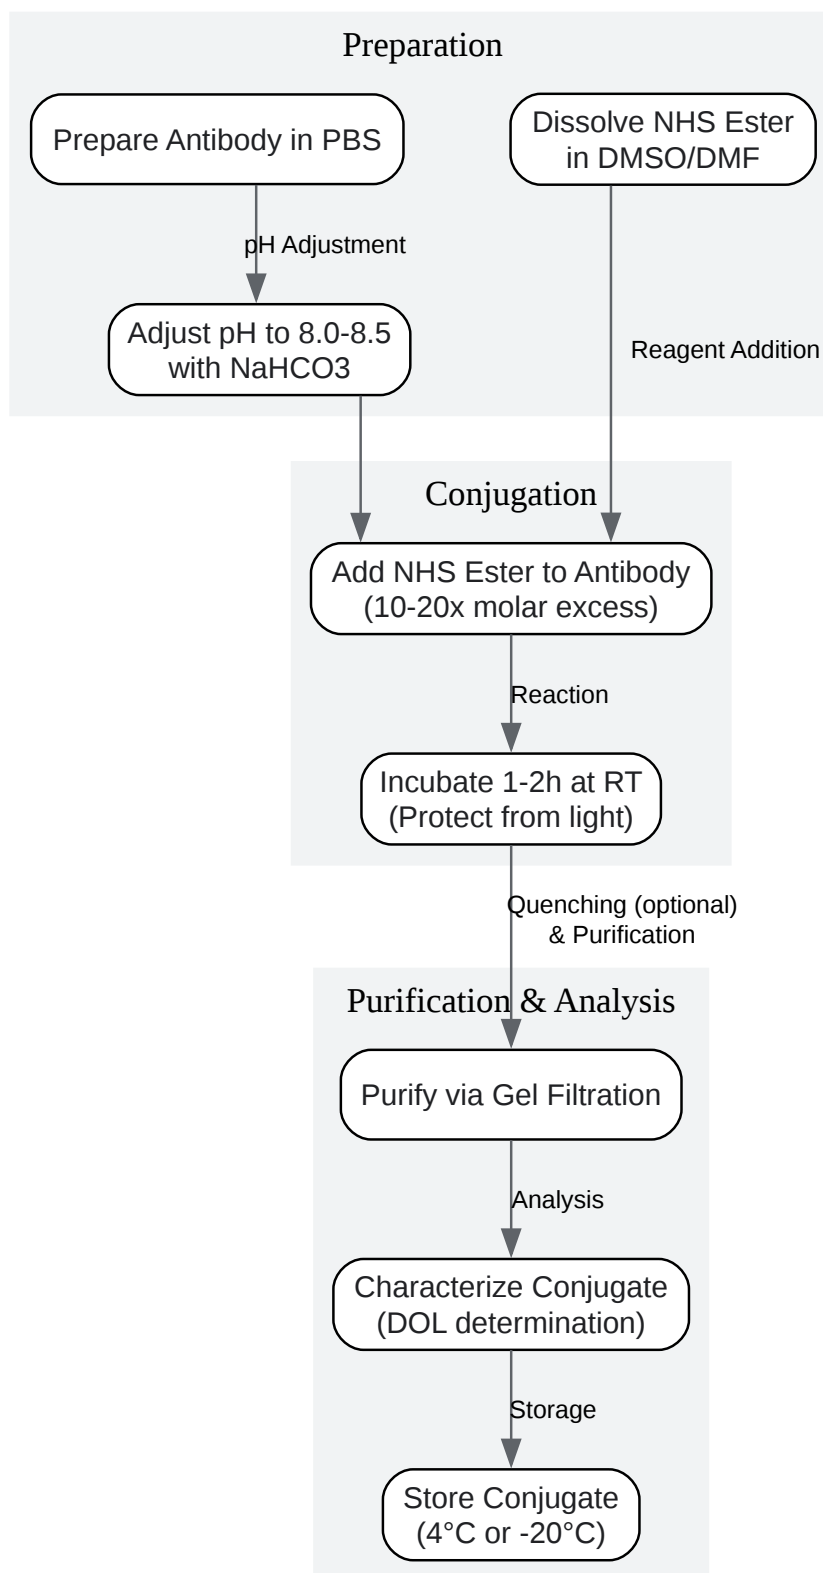 Preparation
Prepare Antibody in PBS
Dissolve NHS Ester
in DMSO/DMF
pH Adjustment
Adjust pH to 8.0-8.5
with NaHCO3
Reagent Addition
Conjugation
Add NHS Ester to Antibody
(10-20x molar excess)
Reaction
Incubate 1-2h at RT
(Protect from light)
Quenching (optional)
& Purification
Purification & Analysis
Purify via Gel Filtration
Analysis
Characterize Conjugate
(DOL determination)
Storage
Store Conjugate
(4°C or -20°C)